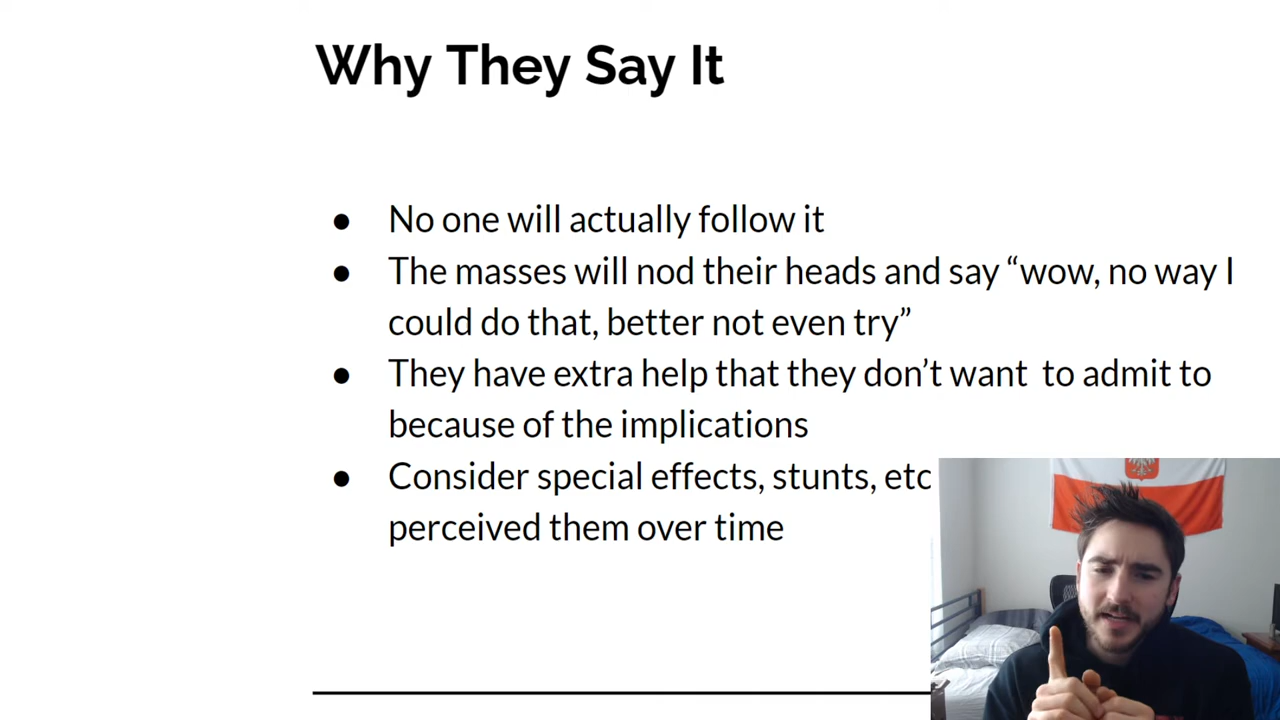 Why They Say It
● No one will actually follow it
● The masses will nod their heads and say “wow, no way I
could do that, better not even try”
● They have extra help that they don’t want  to admit to
because of the implications
● Consider special effects, stunts, etc
perceived them over time